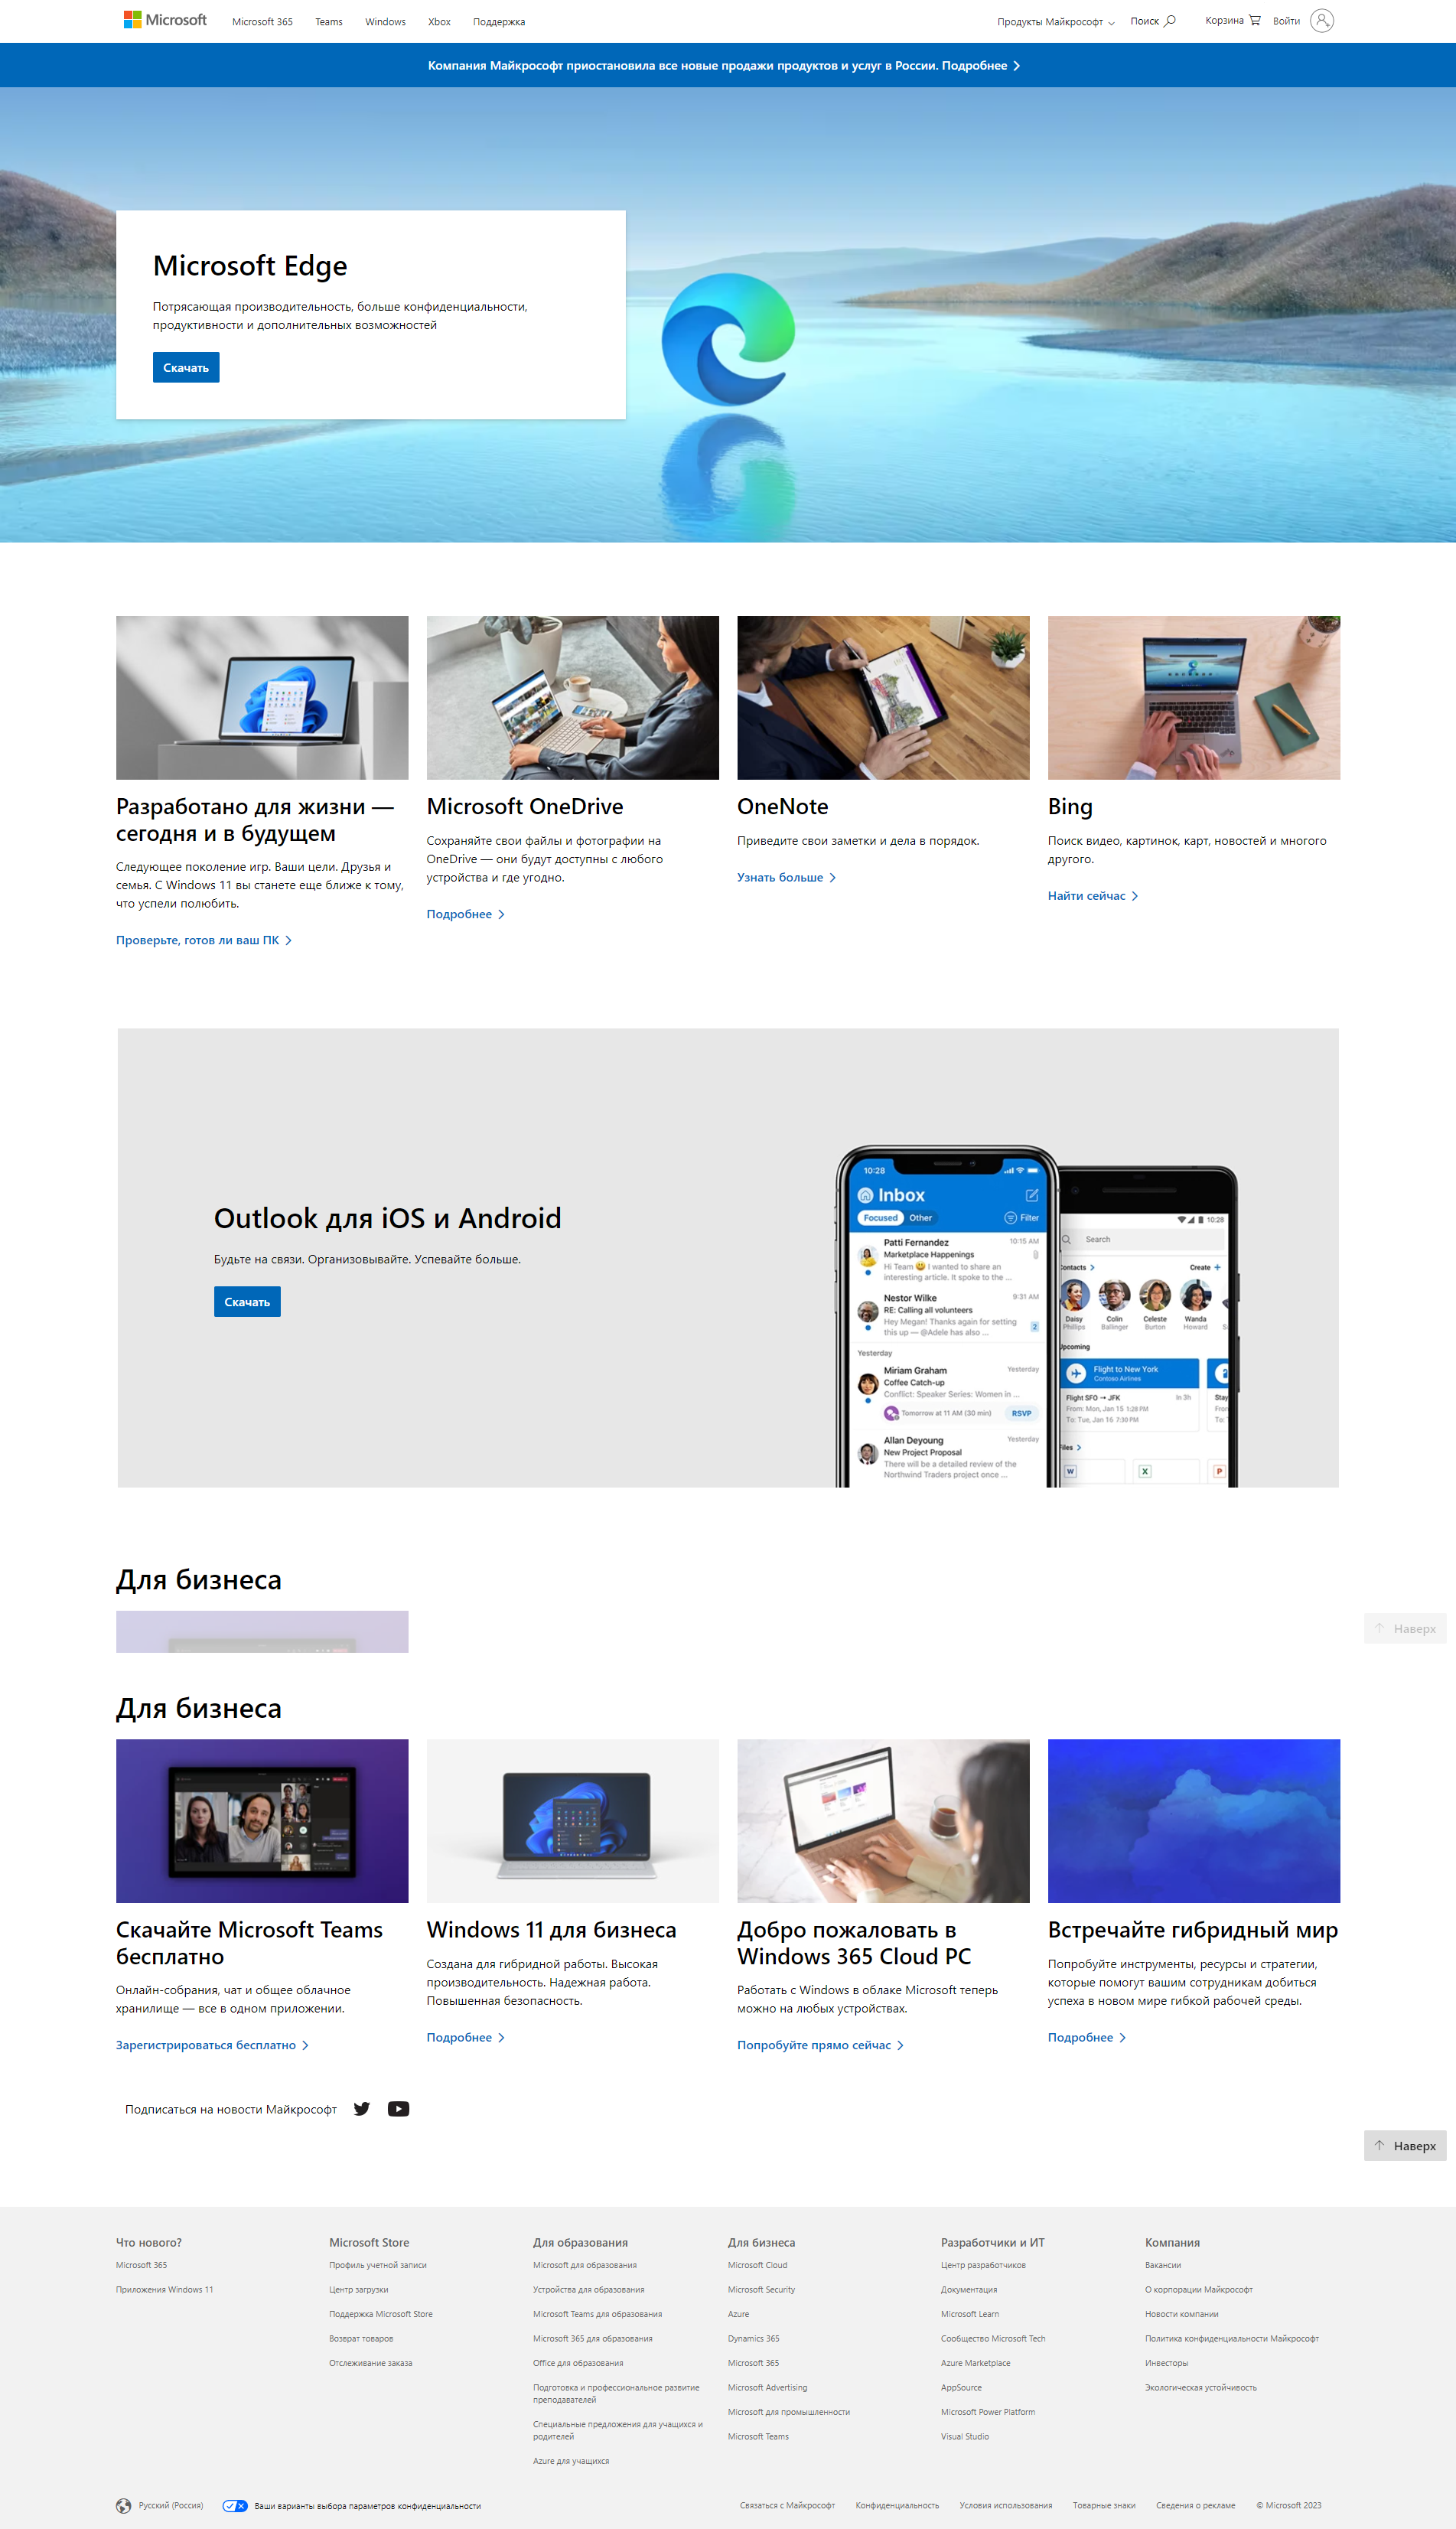 Microsoft
Microsoft 365
Teams
Windows
Xbox
Поддержка
Продукты Майкрософт
Поиск
Корзина
Войти
Компания Майкрософт приостановила все новые продажи продуктов и услуг в России. Подробнее
Microsoft Edge
Потрясающая производительность, больше конфиденциальности,
продуктивности и дополнительных возможностей
Скачать
Разработано для жизни —
сегодня и в будущем
Следующее поколение игр. Ваши цели. Друзья и
семья. С Windows 11 вы станете еще ближе к тому,
что успели полюбить.
Проверьте, готов ли ваш ПК
Microsoft OneDrive
Сохраняйте свои файлы и фотографии на
OneDrive — они будут доступны с любого
устройства и где угодно.
Подробнее
OneNote
Приведите свои заметки и дела в порядок.
Узнать больше
Bing
Поиск видео, картинок, карт, новостей и многого
другого.
Найти сейчас
Outlook для iOS и Android
Будьте на связи. Организовывайте. Успевайте больше.
Скачать
10:28
Inbox
Focused
Other
Filter
Patti Fernandez
10:15 AM
Marketplace Happenings
Hi Team 😃 I wanted to share an
interesting article. It spoke to the ...
Nestor Wilke
9:31 AM
RE: Calling all volunteers
Hey Megan! Thanks again for setting
this up — @Adele has also ...
2
Yesterday
Miriam Graham
Yesterday
Coffee Catch-up
Conflict: Speaker Series: Women in ...
Tomorrow at 11 AM (30 min)
RSVP
Allan Deyoung
Yesterday
New Project Proposal
There will be a detailed review of the
Northwind Traders project once ...
10:28
Search
Contacts
Create +
Daisy
Phillips
Colin
Ballinger
Celeste
Burton
Wanda
Howard
Upcoming
Flight to New York
Contoso Airlines
Flight SFO → JFK
In 3h
From: Mon, Jan 15 1:28 PM
To: Tue, Jan 16 7:30 PM
Stay
From:
To:
Files
W
X
P
Для бизнеса
Наверх
Для бизнеса
Скачайте Microsoft Teams
бесплатно
Онлайн-собрания, чат и общее облачное
хранилище — все в одном приложении.
Зарегистрироваться бесплатно
Windows 11 для бизнеса
Создана для гибридной работы. Высокая
производительность. Надежная работа.
Повышенная безопасность.
Подробнее
Добро пожаловать в
Windows 365 Cloud PC
Работать с Windows в облаке Microsoft теперь
можно на любых устройствах.
Попробуйте прямо сейчас
Встречайте гибридный мир
Попробуйте инструменты, ресурсы и стратегии,
которые помогут вашим сотрудникам добиться
успеха в новом мире гибкой рабочей среды.
Подробнее
Подписаться на новости Майкрософт
Наверх
Что нового?
Microsoft 365
Приложения Windows 11
Microsoft Store
Профиль учетной записи
Центр загрузки
Поддержка Microsoft Store
Возврат товаров
Отслеживание заказа
Для образования
Microsoft для образования
Устройства для образования
Microsoft Teams для образования
Microsoft 365 для образования
Office для образования
Подготовка и профессиональное развитие
преподавателей
Специальные предложения для учащихся и
родителей
Azure для учащихся
Для бизнеса
Microsoft Cloud
Microsoft Security
Azure
Dynamics 365
Microsoft 365
Microsoft Advertising
Microsoft для промышленности
Microsoft Teams
Разработчики и ИТ
Центр разработчиков
Документация
Microsoft Learn
Сообщество Microsoft Tech
Azure Marketplace
AppSource
Microsoft Power Platform
Visual Studio
Компания
Вакансии
О корпорации Майкрософт
Новости компании
Политика конфиденциальности Майкрософт
Инвесторы
Экологическая устойчивость
Русский (Россия)
Ваши варианты выбора параметров конфиденциальности
Связаться с Майкрософт
Конфиденциальность
Условия использования
Товарные знаки
Сведения о рекламе
© Microsoft 2023